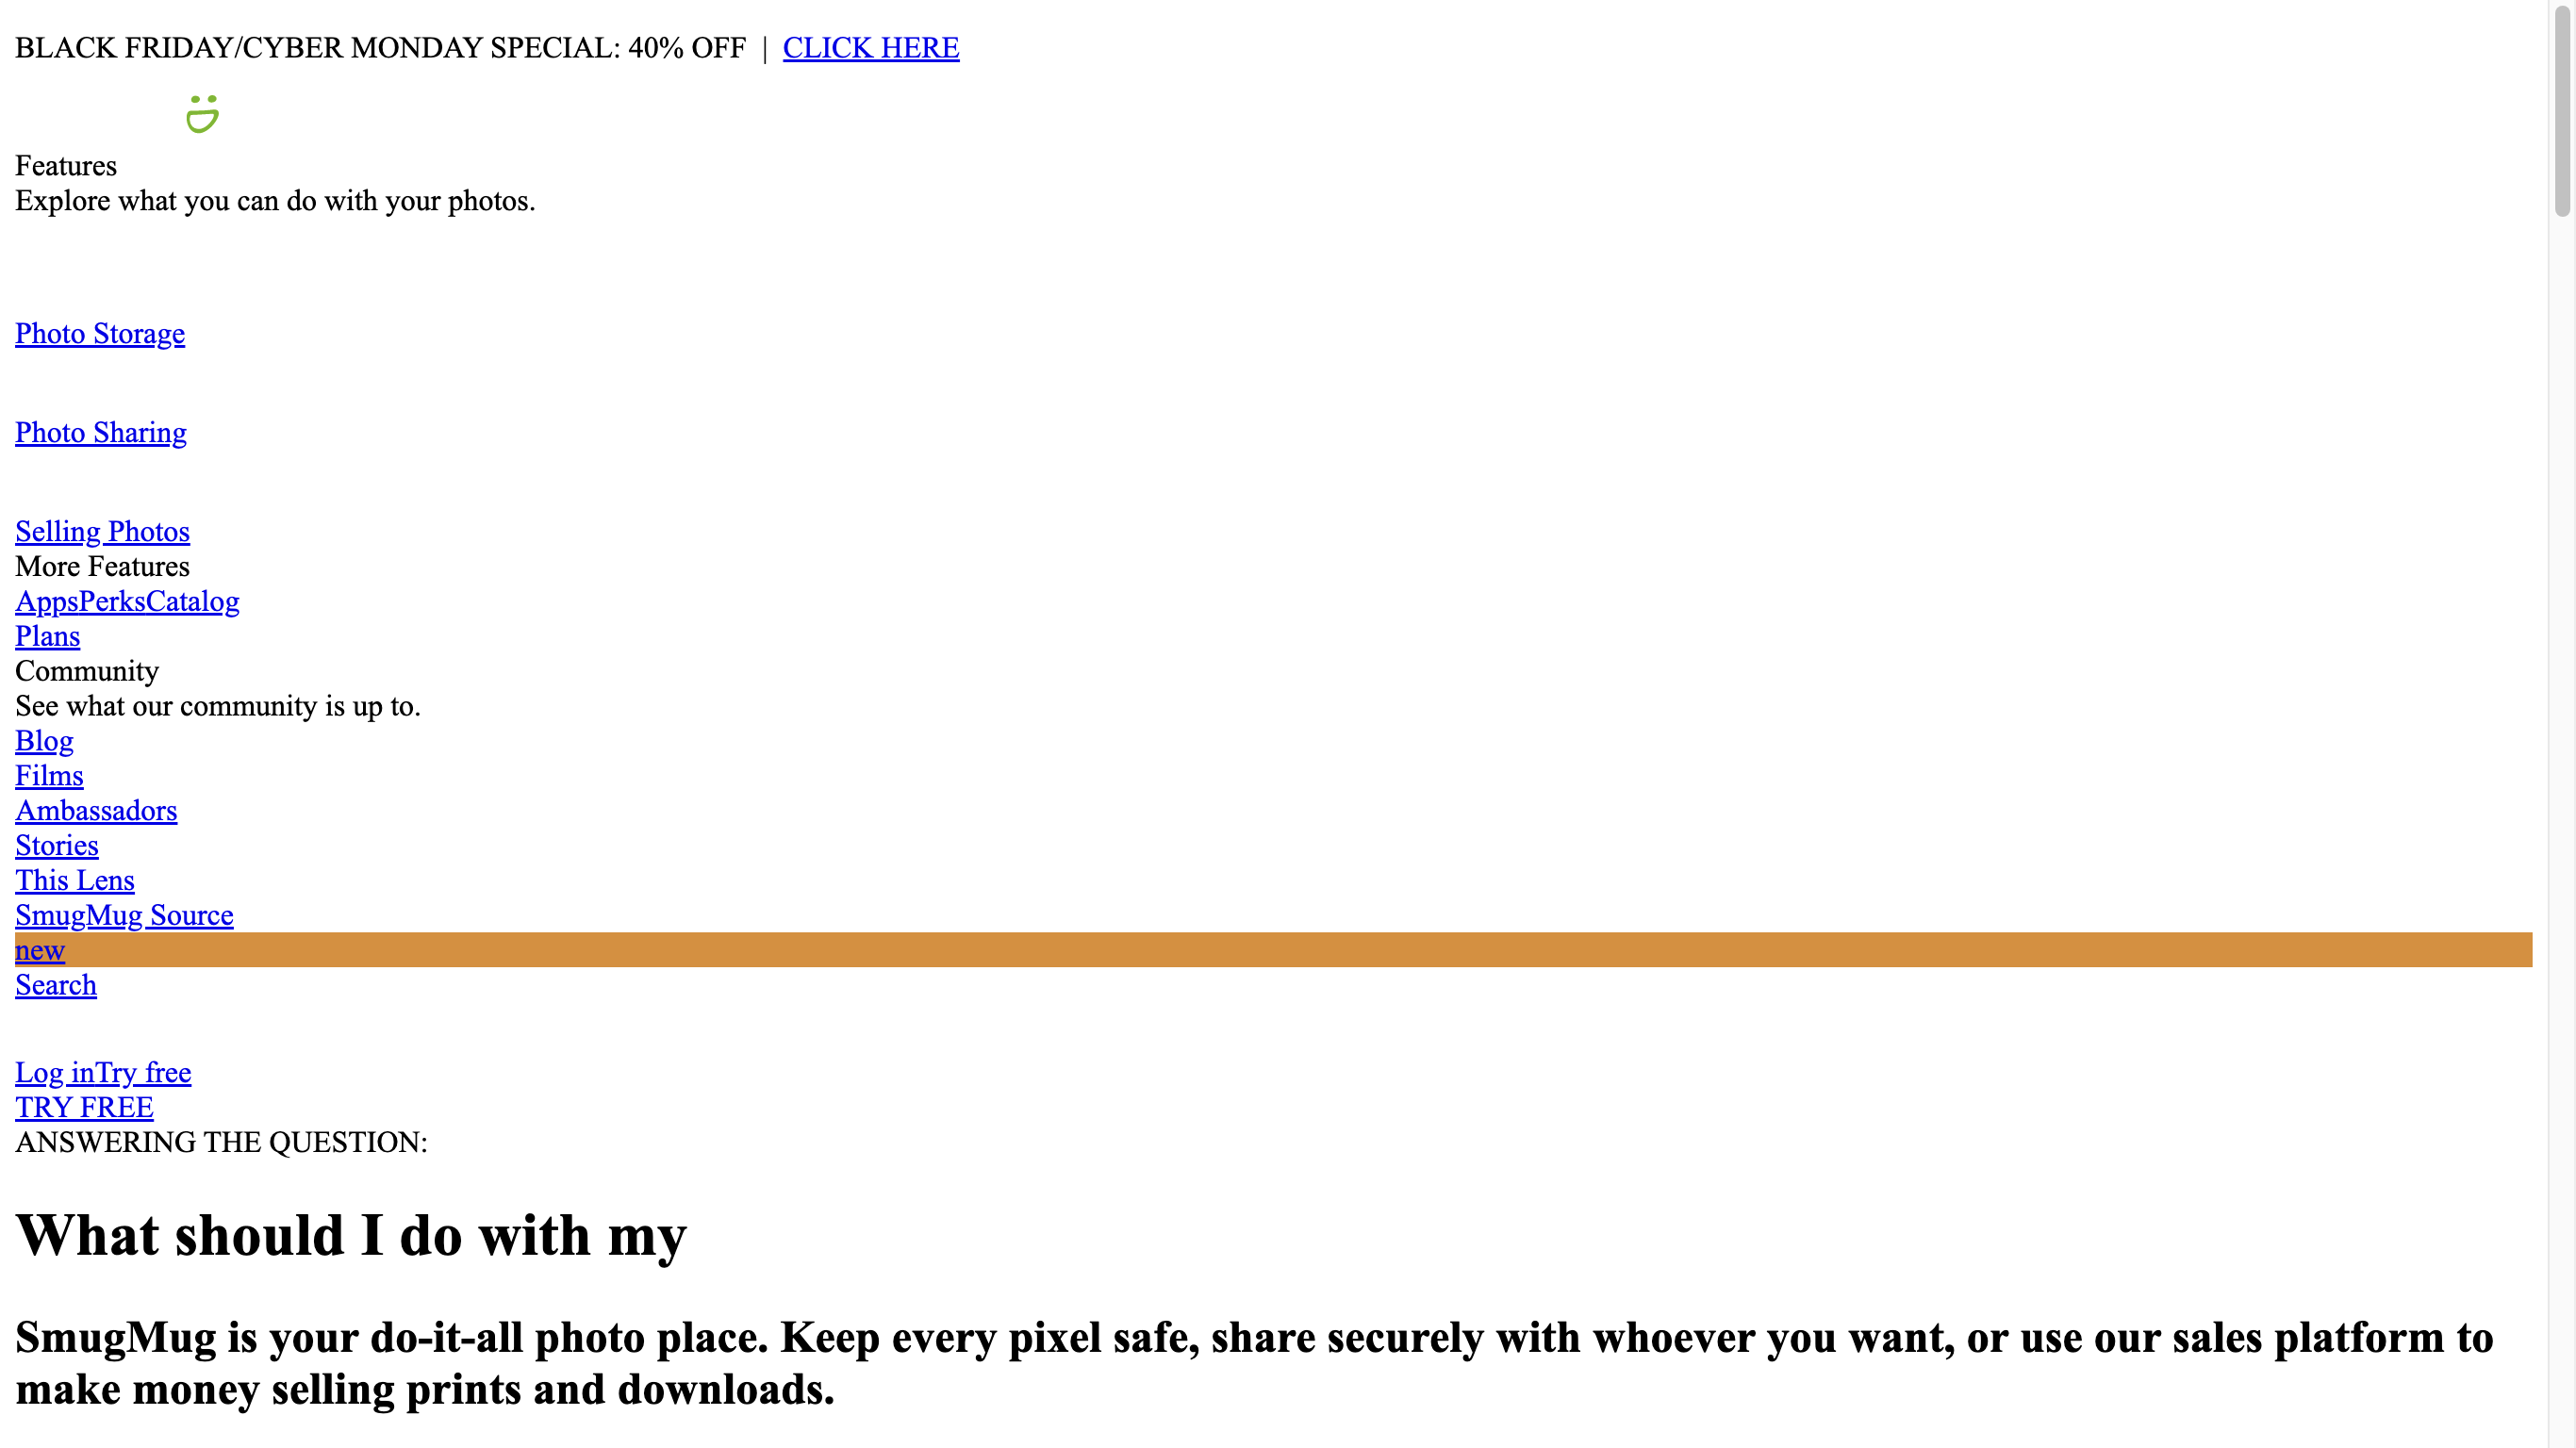 BLACK FRIDAY/CYBER MONDAY SPECIAL: 40% OFF | CLICK HERE
Features
Explore what you can do with your photos.
Photo Storage
Photo Sharing
Selling Photos
More Features
AppsPerksCatalog
Plans
Community
See what our community is up to.
Blog
Films
Ambassadors
Stories
This Lens
SmugMug Source
new
Search
Log inTry free
TRY FREE
ANSWERING THE QUESTION:
What should I do with my
SmugMug is your do-it-all photo place. Keep every pixel safe, share securely with whoever you want, or use our sales platform to
make money selling prints and downloads.